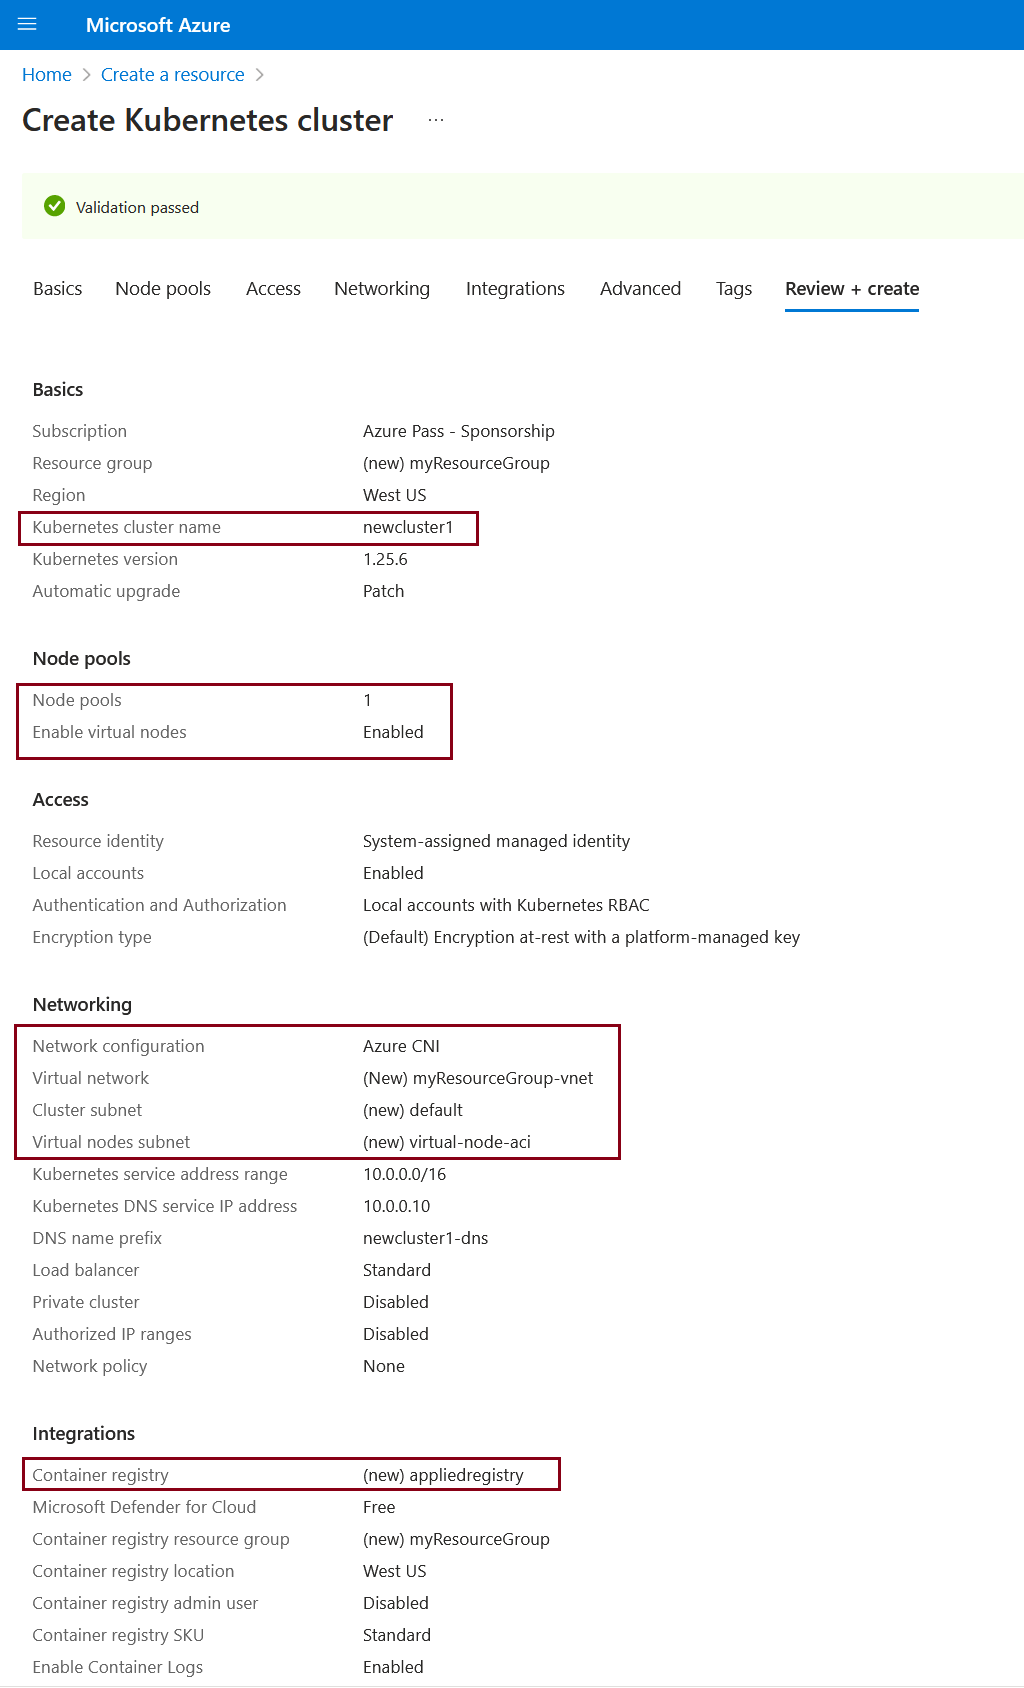 Microsoft Azure
Home > Create a resource >
Create Kubernetes cluster ...
Validation passed
Basics Node pools Access Networking Integrations Advanced Tags Review + create
Basics
Subscription Azure Pass - Sponsorship
Resource group (new) myResourceGroup
Region West US
Kubernetes cluster name newcluster1
Kubernetes version 1.25.6
Automatic upgrade Patch
Node pools
Node pools 1
Enable virtual nodes Enabled
Access
Resource identity System-assigned managed identity
Local accounts Enabled
Authentication and Authorization Local accounts with Kubernetes RBAC
Encryption type (Default) Encryption at-rest with a platform-managed key
Networking
Network configuration Azure CNI
Virtual network (New) myResourceGroup-vnet
Cluster subnet (new) default
Virtual nodes subnet (new) virtual-node-aci
Kubernetes service address range 10.0.0.0/16
Kubernetes DNS service IP address 10.0.0.10
DNS name prefix newcluster1-dns
Load balancer Standard
Private cluster Disabled
Authorized IP ranges Disabled
Network policy None
Integrations
Container registry (new) appliedregistry
Microsoft Defender for Cloud Free
Container registry resource group (new) myResourceGroup
Container registry location West US
Container registry admin user Disabled
Container registry SKU Standard
Enable Container Logs Enabled